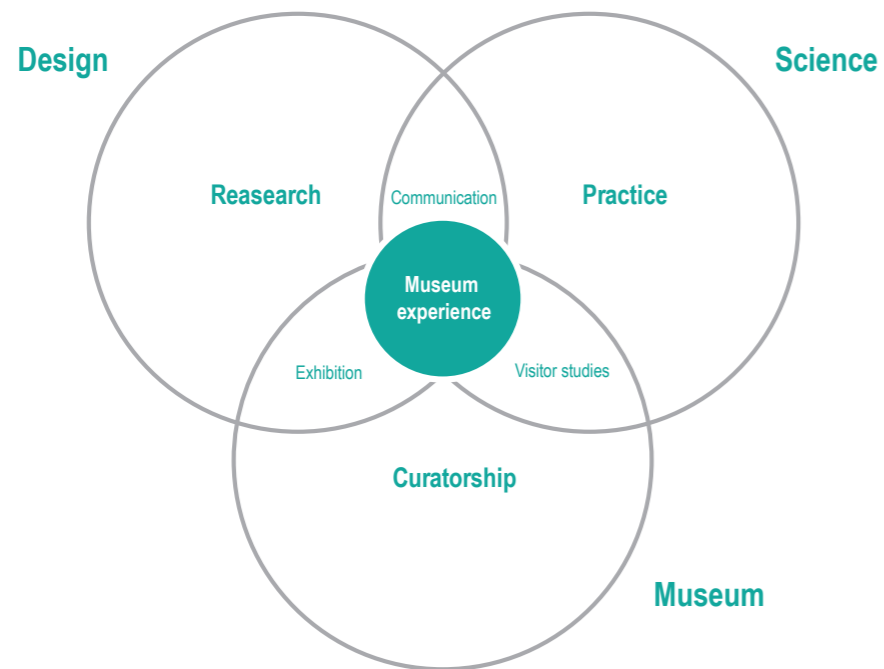 Design
Science
Reasearch
Communication
Practice
Museum
experience
Exhibition
Visitor studies
Curatorship
Museum